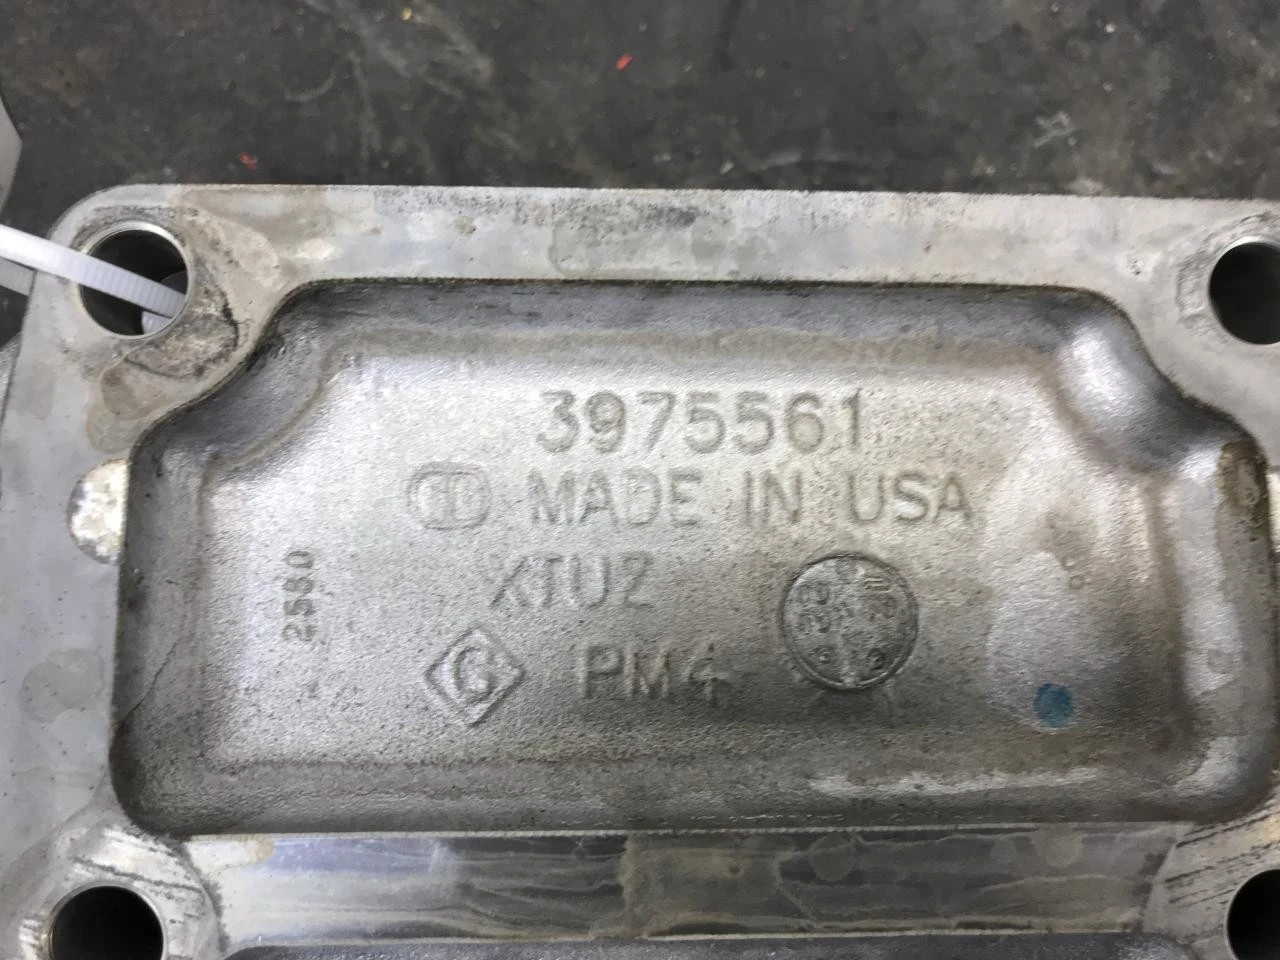 3975561
MADE IN USA
XTUZ
2580
G PM4